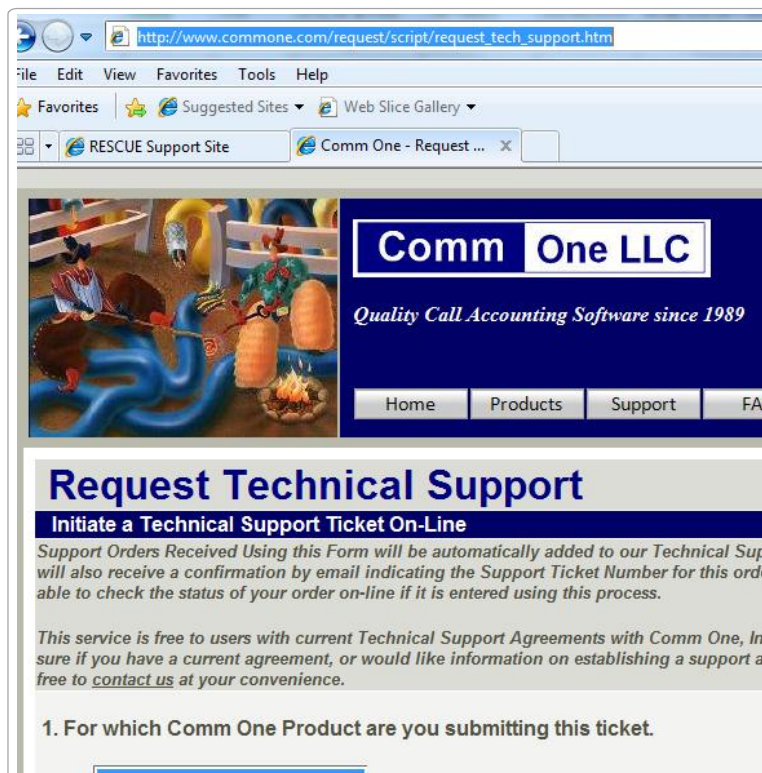 http://www.commone.com/request/script/request_tech_support.htm
File Edit View Favorites Tools Help
Favorites Suggested Sites Web Slice Gallery
RESCUE Support Site Comm One - Request ... X
Comm One LLC
Quality Call Accounting Software since 1989
Home Products Support FA
Request Technical Support
Initiate a Technical Support Ticket On-Line
Support Orders Received Using this Form will be automatically added to our Technical Sup
will also receive a confirmation by email indicating the Support Ticket Number for this orde
able to check the status of your order on-line if it is entered using this process.
This service is free to users with current Technical Support Agreements with Comm One, In
sure if you have a current agreement, or would like information on establishing a support a
free to contact us at your convenience.
1. For which Comm One Product are you submitting this ticket.